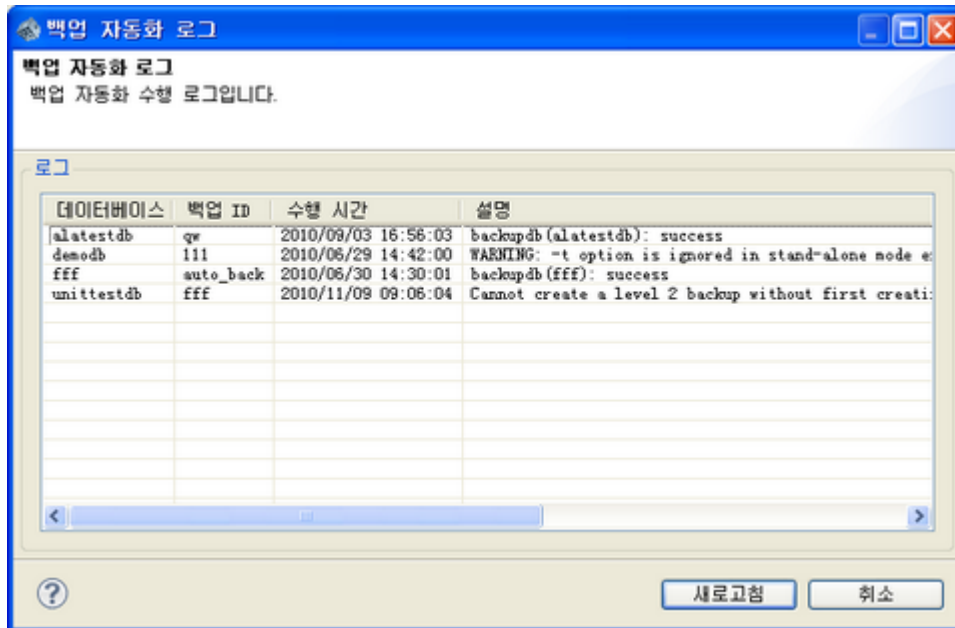 백업 자동화 로그
백업 자동화 로그
백업 자동화 수행 로그입니다.
로그
데이터베이스 백업 ID 수행 시간 설명
alatestdb qw 2010/09/03 16:56:03 backupdb(alatestdb): success
demodb 111 2010/06/29 14:42:00 WARNING: -t option is ignored in stand-alone mode
fff auto_back 2010/06/30 14:30:01 backupdb(fff): success
unittestdb fff 2010/11/09 09:06:04 Cannot create a level 2 backup without first
새로고침 취소